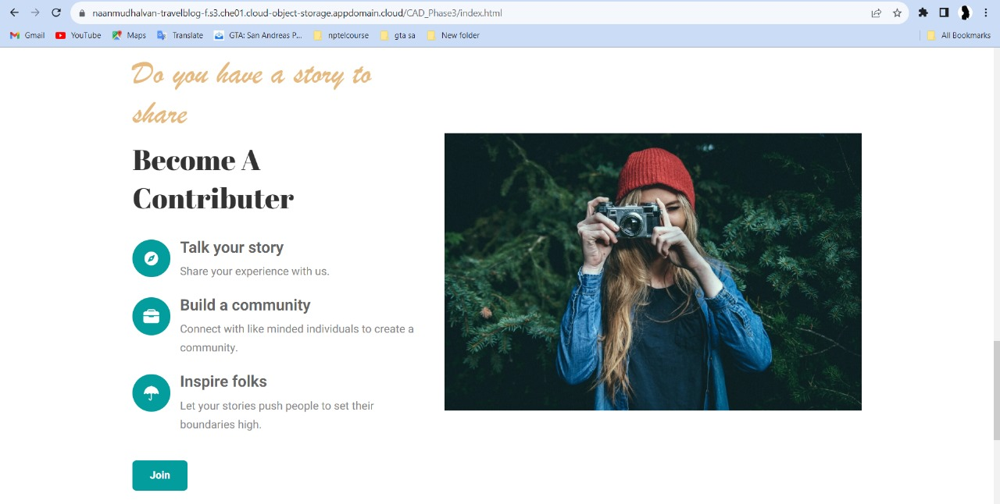 naanmudhalvan-travelblog-f.s3.che01.cloud-object-storage.appdomain.cloud/CAD_Phase3/index.html
Gmail YouTube Maps Translate GTA: San Andreas P... nptelcourse gta sa New folder All Bookmarks
Do you have a story to
share
Become A
Contributer
Talk your story
Share your experience with us.
Build a community
Connect with like minded individuals to create a
community.
Inspire folks
Let your stories push people to set their
boundaries high.
Join